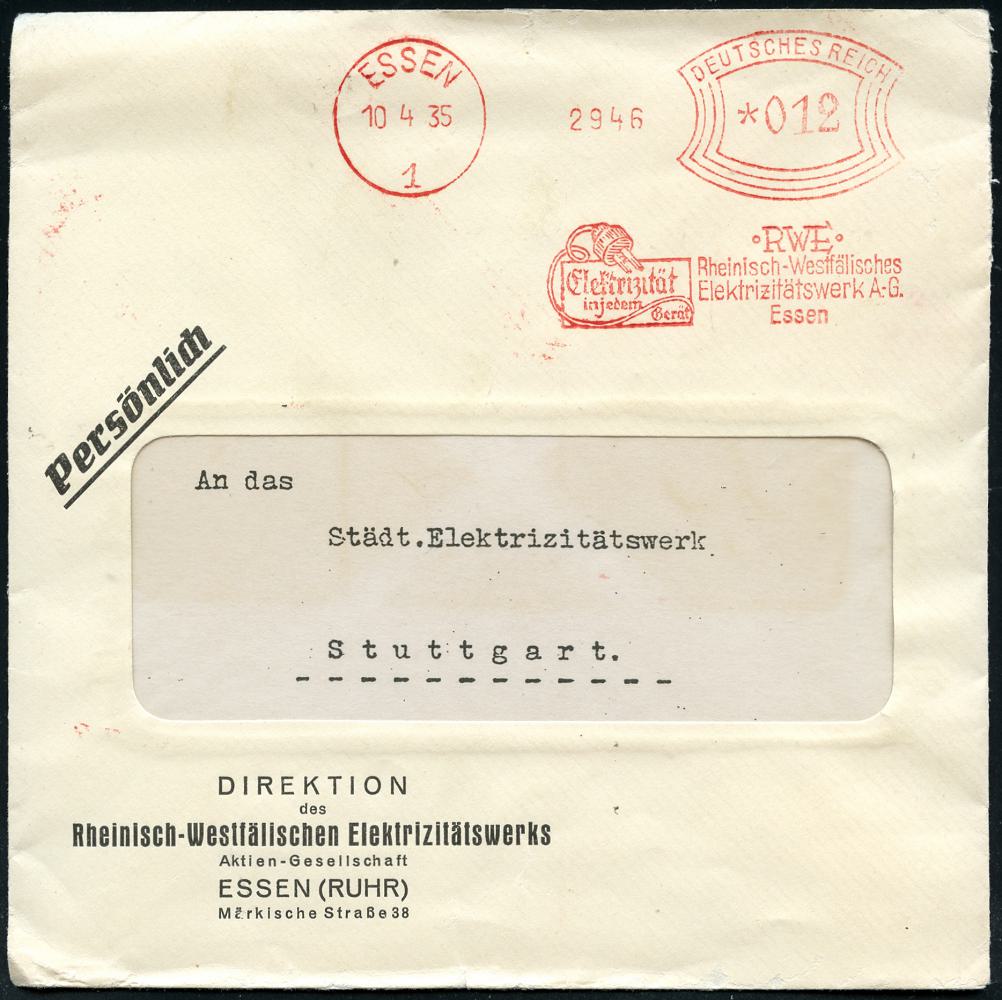 ESSEN
10 4 35
1
2946
DEUTSCHES REICH
*012
Elektrizität
in jedem
Gerät
•RWE•
Rheinisch-Westfälisches
Elektrizitätswerk A-G.
Essen
Persönlich
An das
Städt.Elektrizitätswerk
Stuttgart.
- - - - - - - - - - - -
DIREKTION
des
Rheinisch-Westfälischen Elektrizitätswerks
Aktien-Gesellschaft
ESSEN (RUHR)
Märkische Straße 38